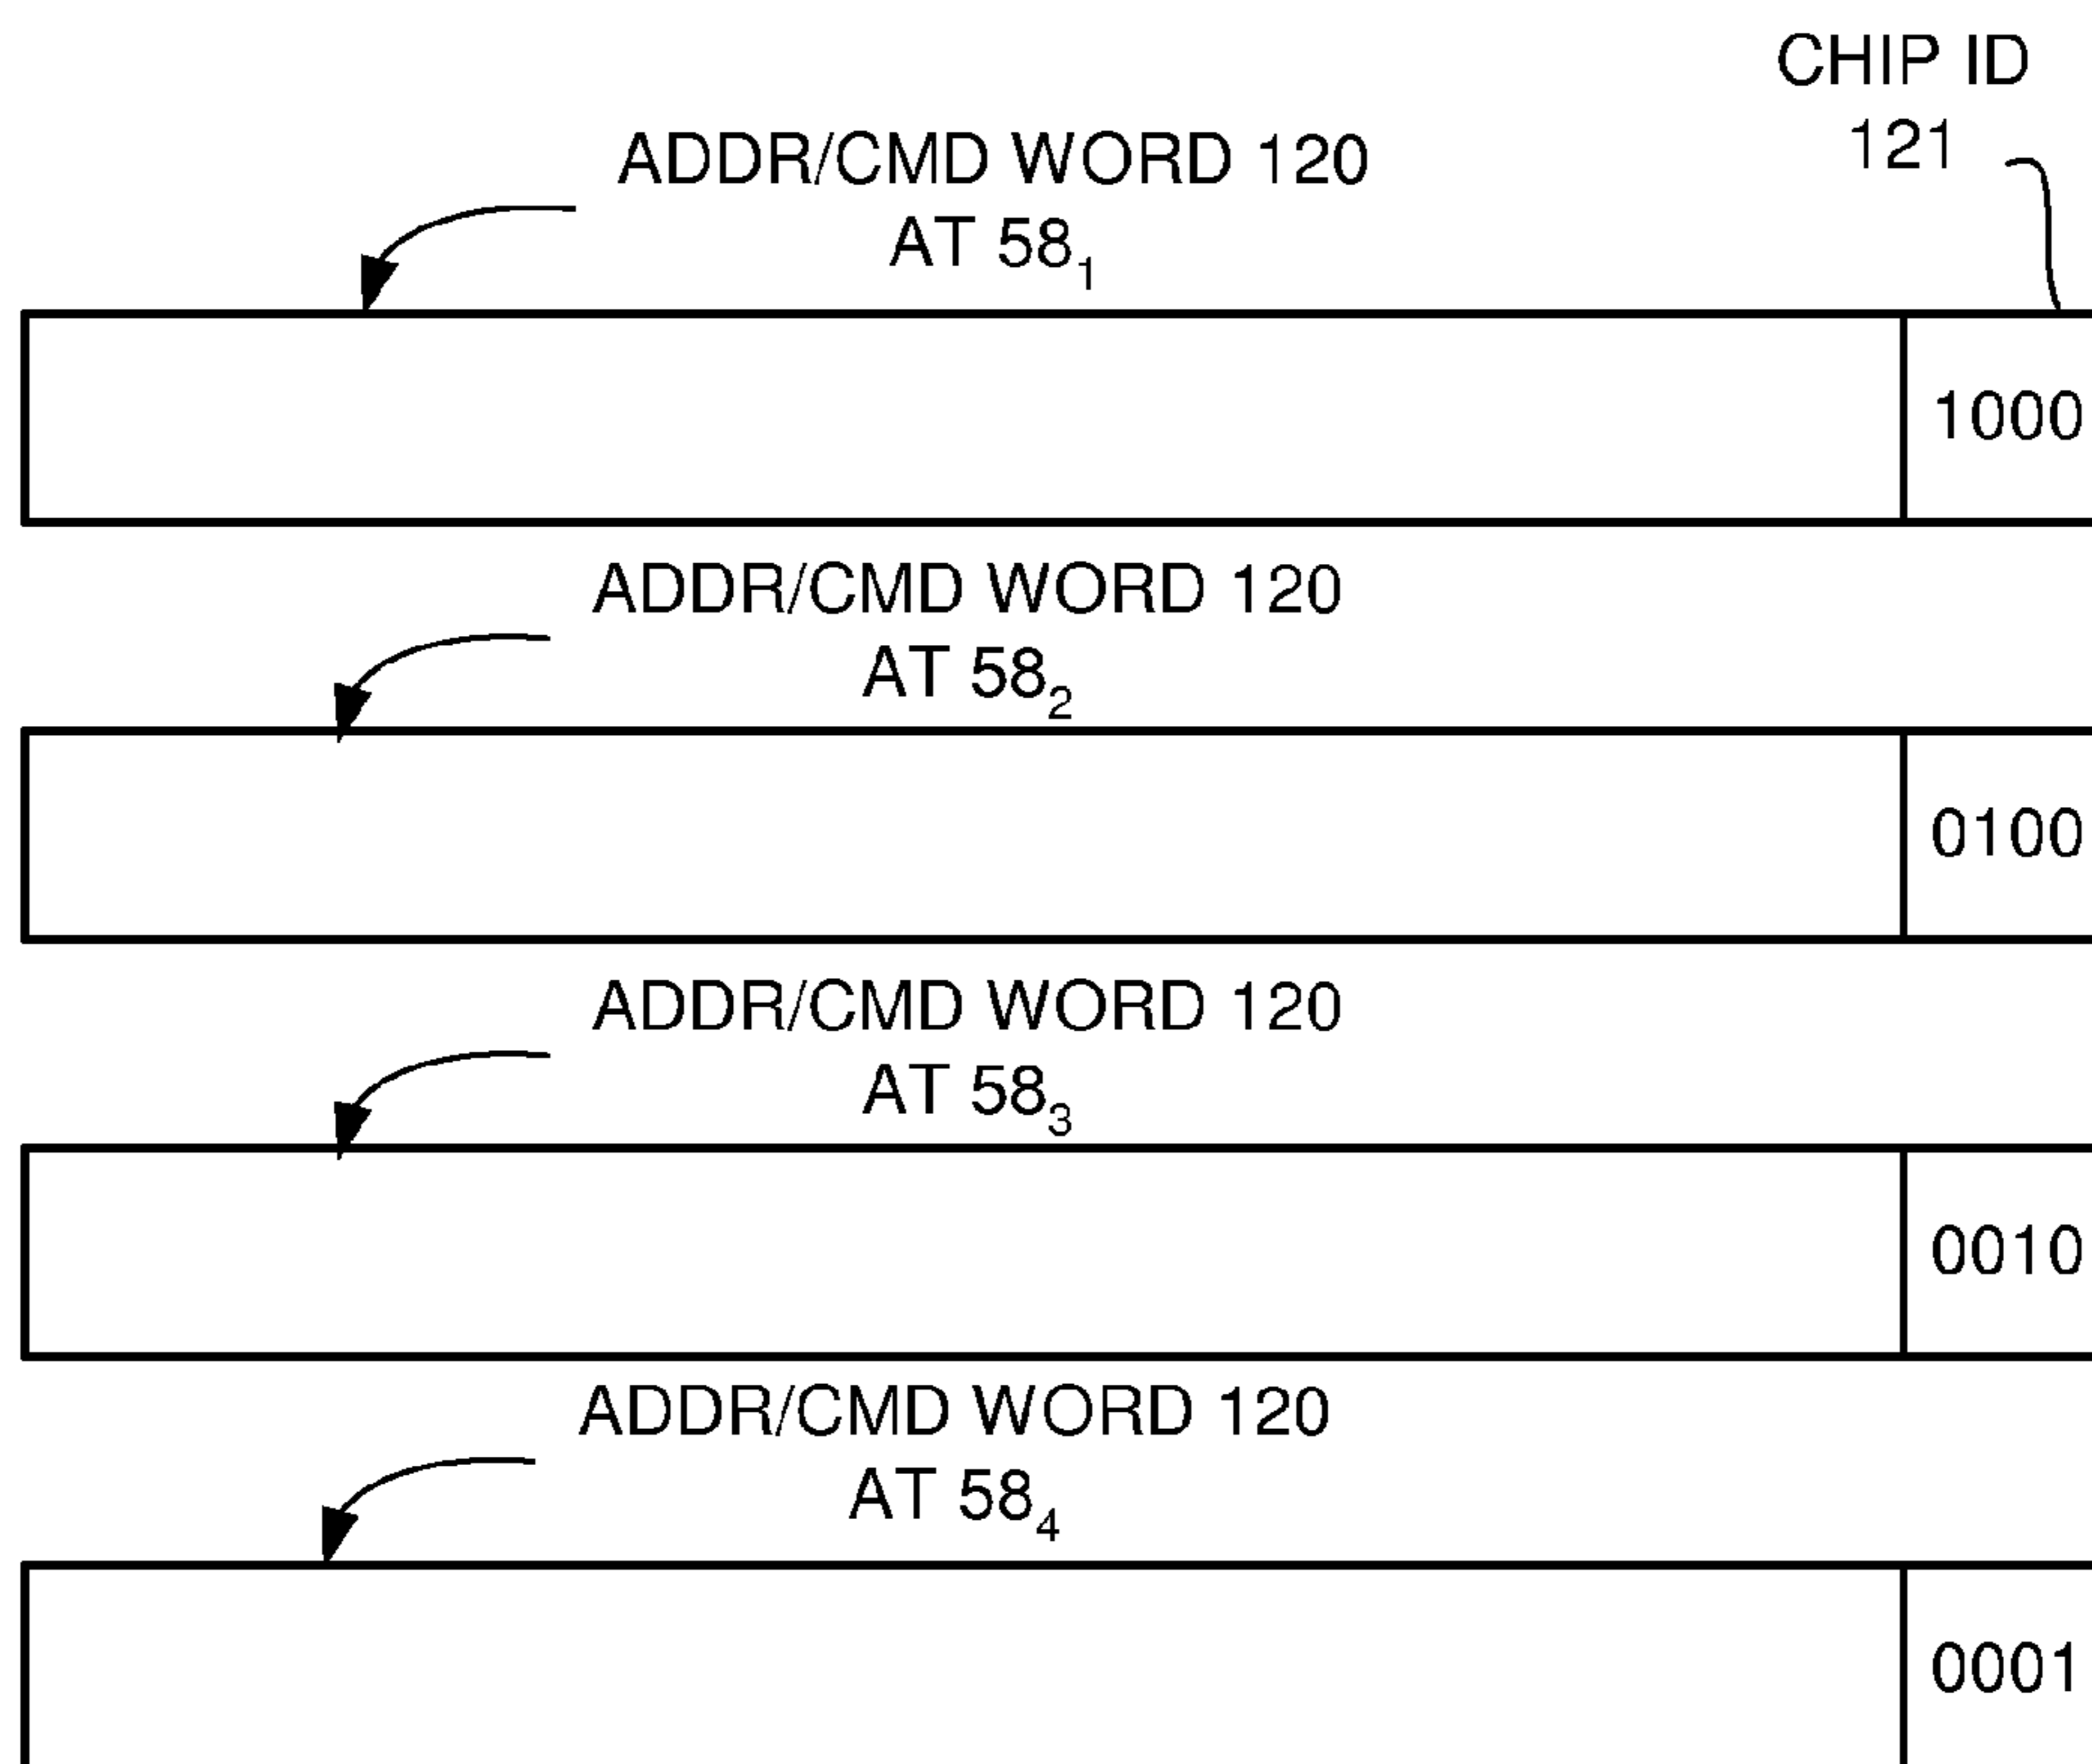 CHIP ID
121
ADDR/CMD WORD 120
AT 58₁
1000
ADDR/CMD WORD 120
AT 58₂
0100
ADDR/CMD WORD 120
AT 58₃
0010
ADDR/CMD WORD 120
AT 58₄
0001